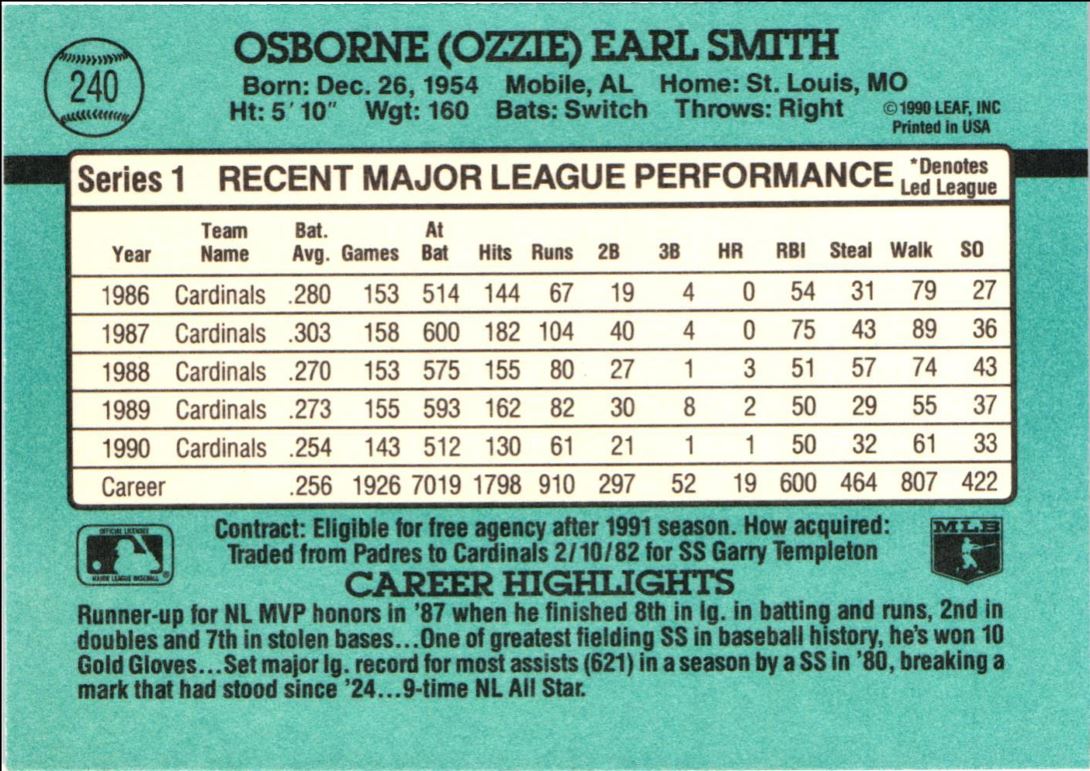 OSBORNE (OZZIE) EARL SMITH
240
Born: Dec. 26, 1954 Mobile, AL Home: St. Louis, MO
Ht: 5' 10" Wgt: 160 Bats: Switch Throws: Right ©1990 LEAF, INC
Printed in USA
Series 1 RECENT MAJOR LEAGUE PERFORMANCE *Denotes
Led League
Year Team Name Bat. Avg. Games At Bat Hits Runs 2B 3B HR RBI Steal Walk SO
1986 Cardinals .280 153 514 144 67 19 4 0 54 31 79 27
1987 Cardinals .303 158 600 182 104 40 4 0 75 43 89 36
1988 Cardinals .270 153 575 155 80 27 1 3 51 57 74 43
1989 Cardinals .273 155 593 162 82 30 8 2 50 29 55 37
1990 Cardinals .254 143 512 130 61 21 1 1 50 32 61 33
Career .256 1926 7019 1798 910 297 52 19 600 464 807 422
OFFICIAL LICENSEE
MAJOR LEAGUE BASEBALL
Contract: Eligible for free agency after 1991 season. How acquired:
Traded from Padres to Cardinals 2/10/82 for SS Garry Templeton
MLB
CAREER HIGHLIGHTS
Runner-up for NL MVP honors in '87 when he finished 8th in lg. in batting and runs, 2nd in
doubles and 7th in stolen bases...One of greatest fielding SS in baseball history, he's won 10
Gold Gloves...Set major lg. record for most assists (621) in a season by a SS in '80, breaking a
mark that had stood since '24...9-time NL All Star.